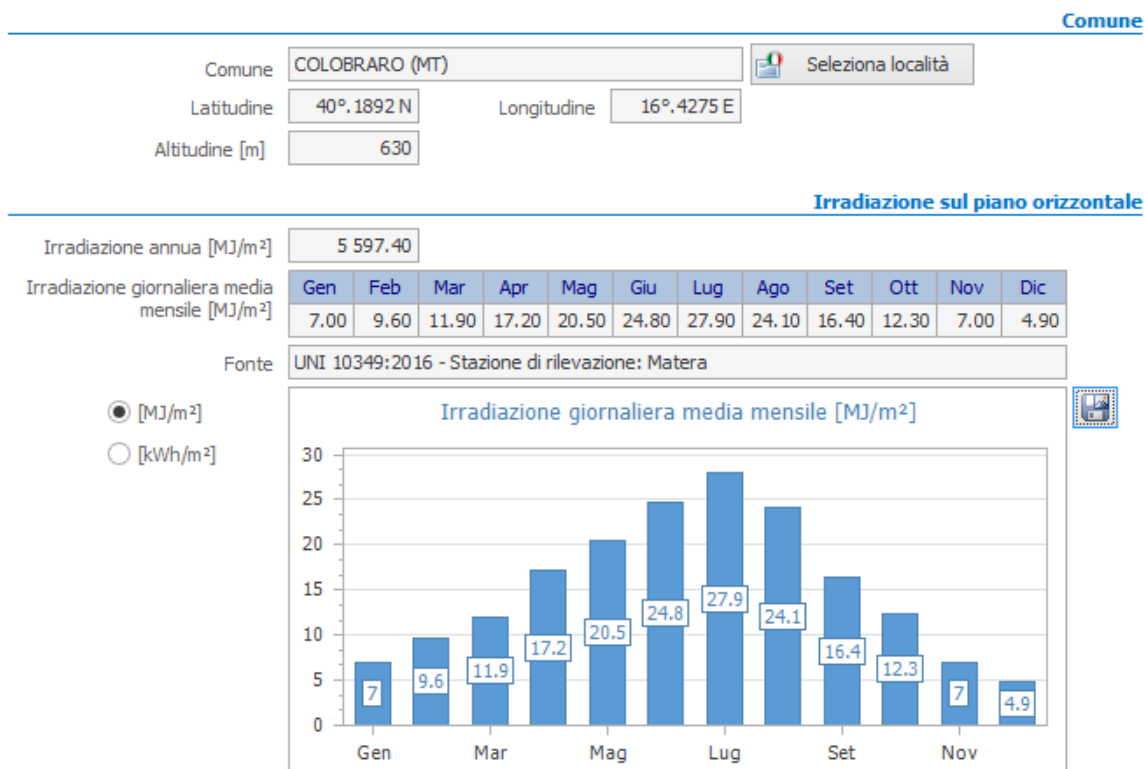 Comune
Comune COLOBRARO (MT) Seleziona località
Latitudine 40°.1892 N Longitudine 16°.4275 E
Altitudine [m] 630
Irradiazione sul piano orizzontale
Irradiazione annua [MJ/m²] 5 597.40
Irradiazione giornaliera media
mensile [MJ/m²]
Gen Feb Mar Apr Mag Giu Lug Ago Set Ott Nov Dic
7.00 9.60 11.90 17.20 20.50 24.80 27.90 24.10 16.40 12.30 7.00 4.90
Fonte UNI 10349:2016 - Stazione di rilevazione: Matera
[MJ/m²]
[kWh/m²]
Irradiazione giornaliera media mensile [MJ/m²]
30
25
20
15
10
5
0
7 9.6 11.9 17.2 20.5 24.8 27.9 24.1 16.4 12.3 7 4.9
Gen Mar Mag Lug Set Nov